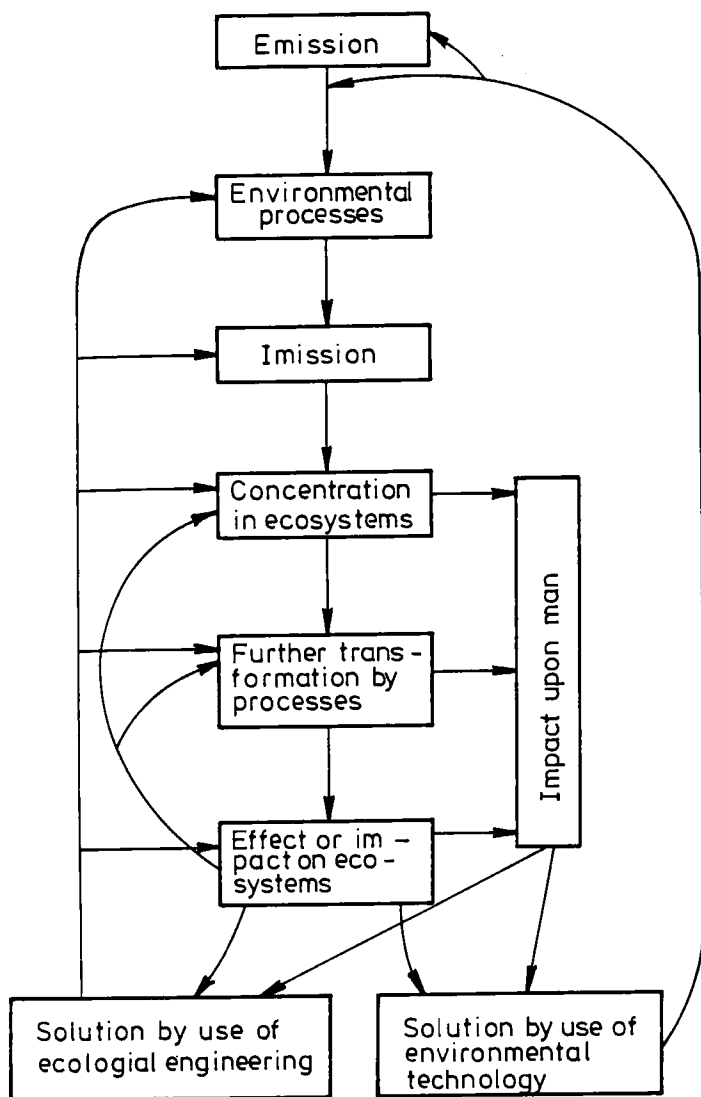 Emission
Environmental
processes
Imission
Concentration
in ecosystems
Further trans-
formation by
processes
Impact upon man
Effect or im-
pact on eco-
systems
Solution by use of
ecologial engineering
Solution by use of
environmental
technology